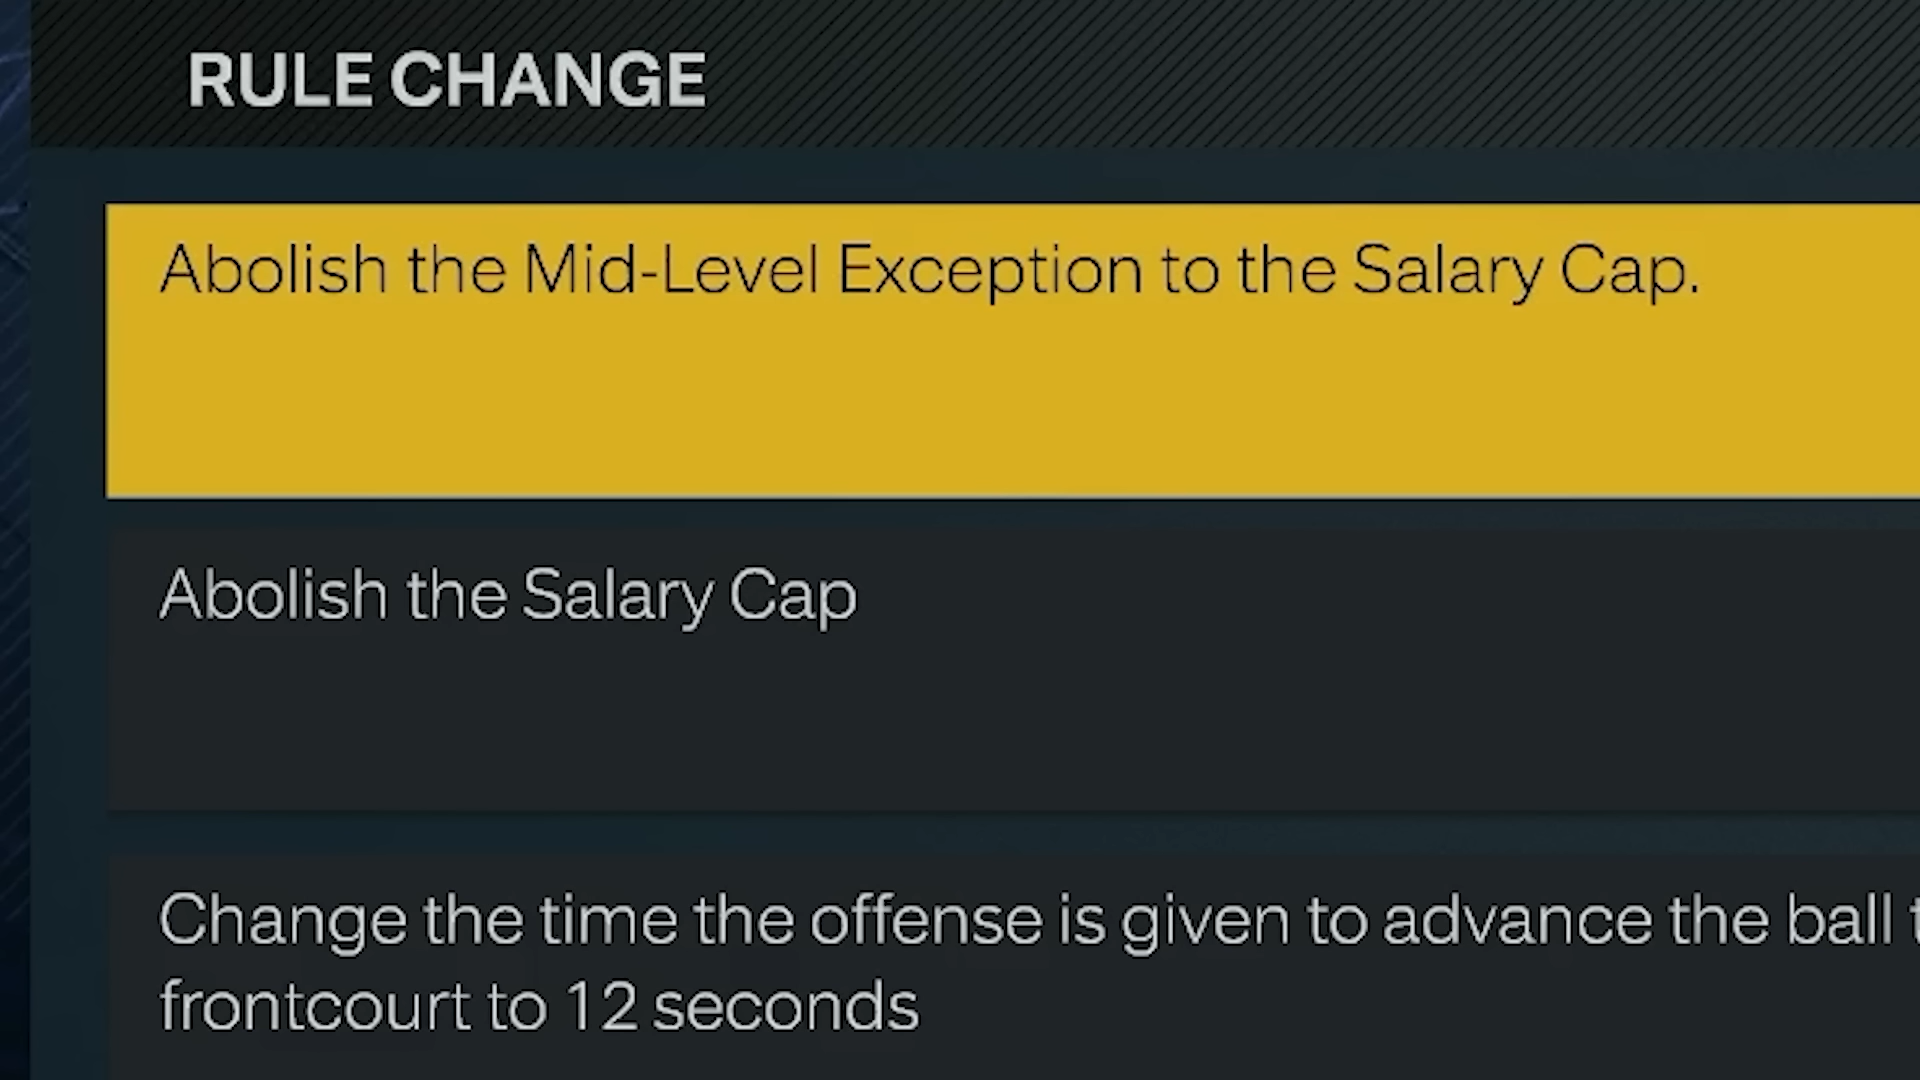 RULE CHANGE
Abolish the Mid-Level Exception to the Salary Cap.
Abolish the Salary Cap
Change the time the offense is given to advance the ball
frontcourt to 12 seconds